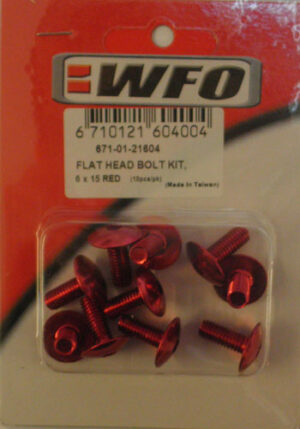 WFO
6 710121 604004
671-01-21604
FLAT HEAD BOLT KIT,
6 x 15 RED (10pcs/pk) (Made In Taiwan)